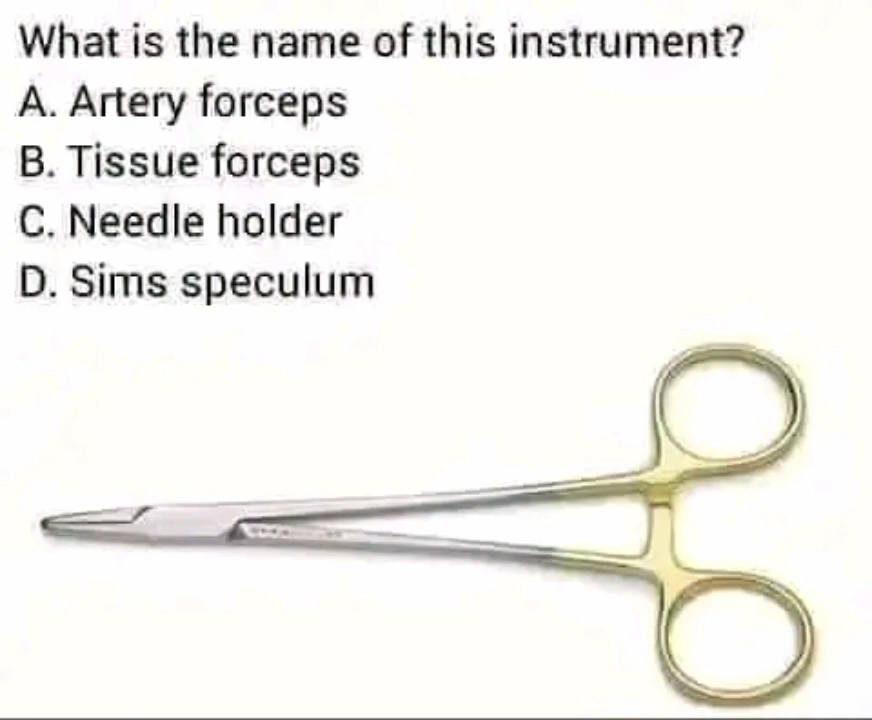 What is the name of this instrument?
A. Artery forceps
B. Tissue forceps
C. Needle holder
D. Sims speculum